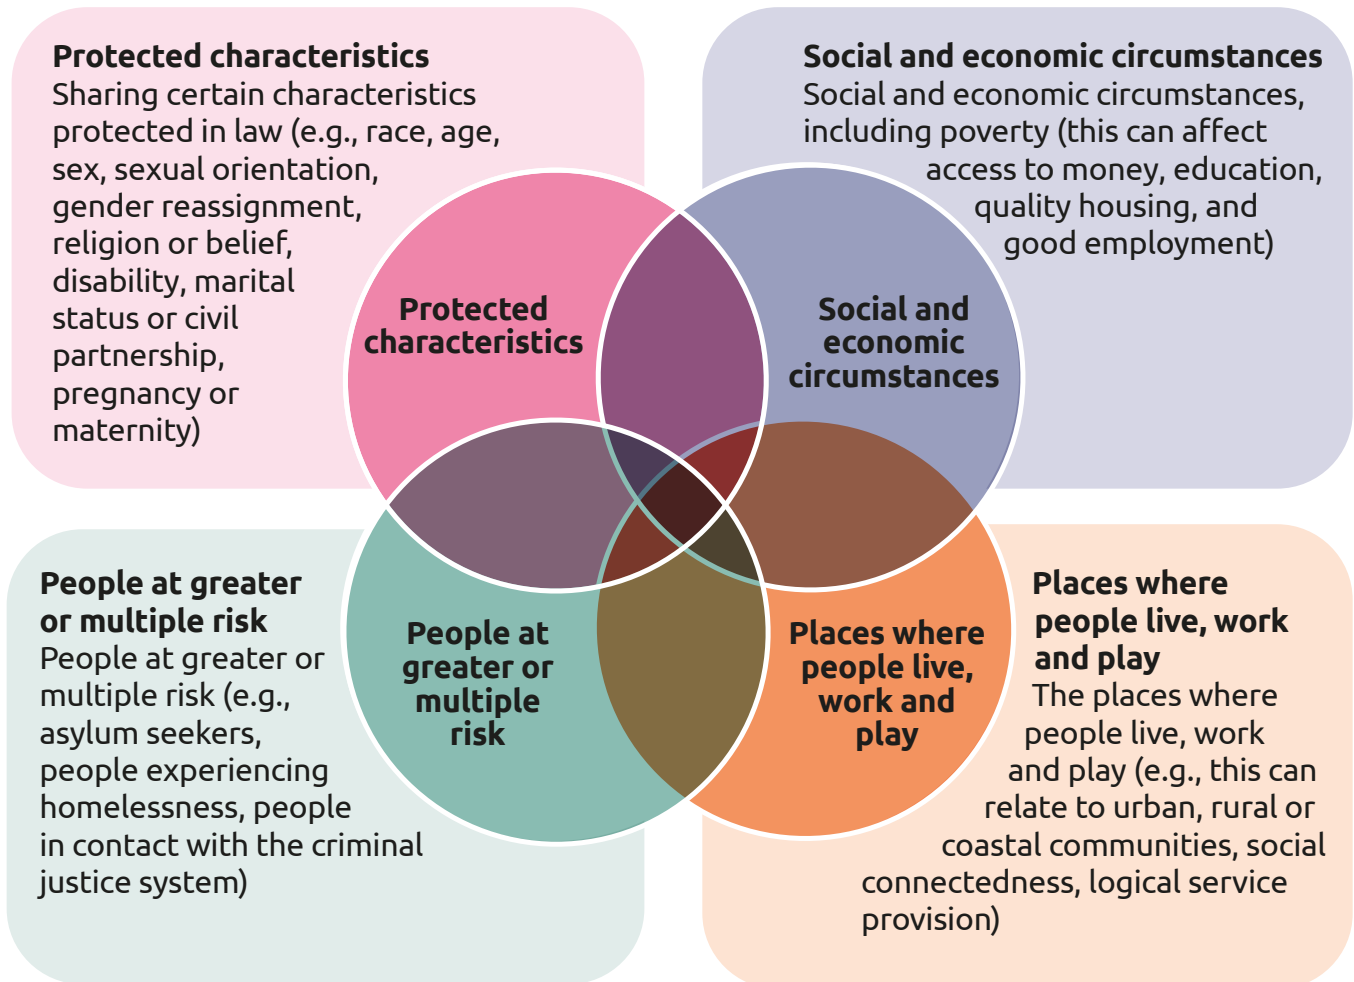 Protected characteristics
Sharing certain characteristics
protected in law (e.g., race, age,
sex, sexual orientation,
gender reassignment,
religion or belief,
disability, marital
status or civil
partnership,
pregnancy or
maternity)
Social and economic circumstances
Social and economic circumstances,
including poverty (this can affect
access to money, education,
quality housing, and
good employment)
Protected
characteristics
Social and
economic
circumstances
People at greater
or multiple risk
People at greater or
multiple risk (e.g.,
asylum seekers,
people experiencing
homelessness, people
in contact with the criminal
justice system)
People at
greater or
multiple
risk
Places where
people live,
work and
play
Places where
people live, work
and play
The places where
people live, work
and play (e.g., this can
relate to urban, rural or
coastal communities, social
connectedness, logical service
provision)